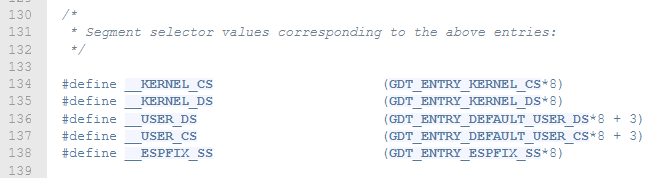 130 /*
131  * Segment selector values corresponding to the above entries:
132  */
133
134 #define __KERNEL_CS (GDT_ENTRY_KERNEL_CS*8)
135 #define __KERNEL_DS (GDT_ENTRY_KERNEL_DS*8)
136 #define __USER_DS (GDT_ENTRY_DEFAULT_USER_DS*8 + 3)
137 #define __USER_CS (GDT_ENTRY_DEFAULT_USER_CS*8 + 3)
138 #define __ESPFIX_SS (GDT_ENTRY_ESPFIX_SS*8)
139